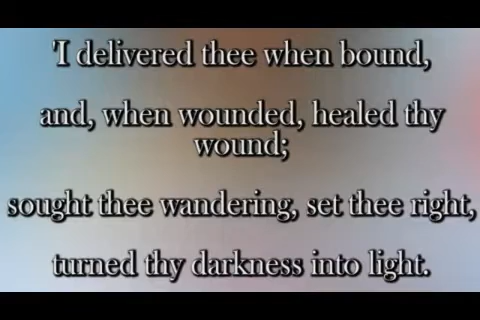 'I delivered thee when bound,
and, when wounded, healed thy
wound;
sought thee wandering, set thee right,
turned thy darkness into light.